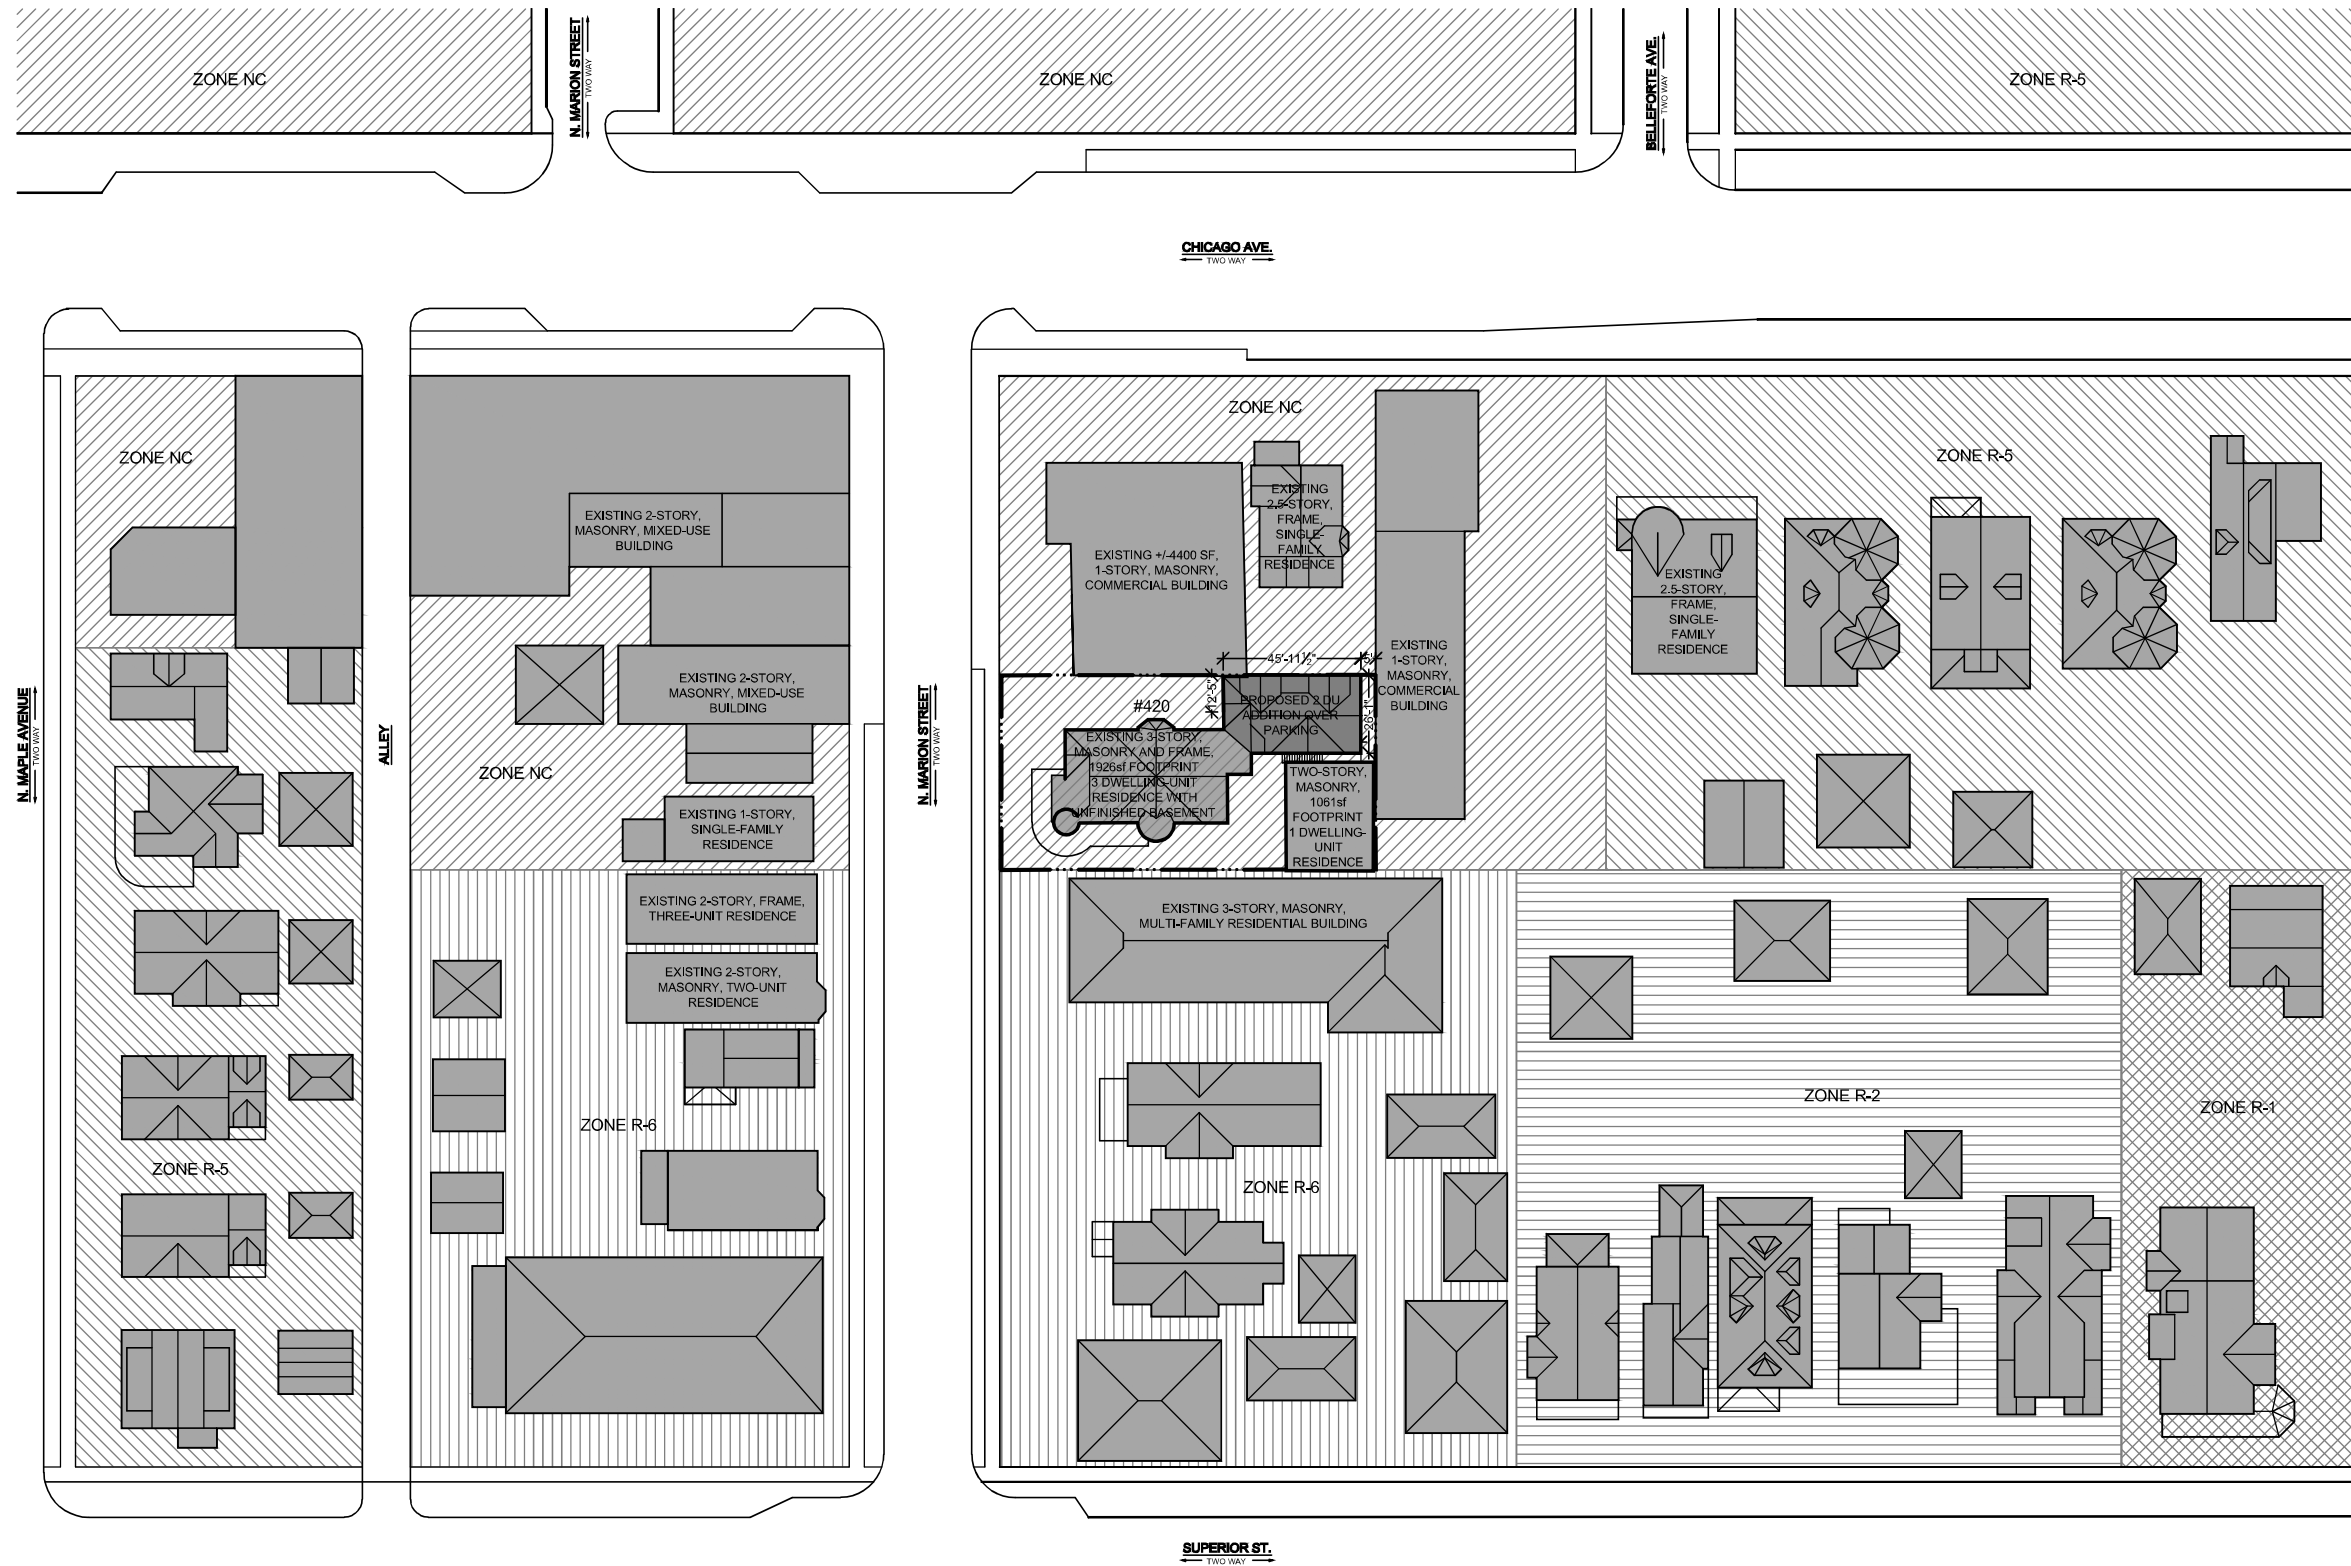 ZONE NC
N. MARION STREET
TWO WAY
ZONE NC
BELLEFORTE AVE.
TWO WAY
ZONE R-5
CHICAGO AVE.
TWO WAY
ZONE NC
EXISTING 2-STORY,
MASONRY, MIXED-USE
BUILDING
ZONE NC
EXISTING +/-4400 SF,
1-STORY, MASONRY,
COMMERCIAL BUILDING
EXISTING
2.5-STORY,
FRAME,
SINGLE-
FAMILY
RESIDENCE
ZONE R-5
EXISTING
2.5-STORY,
FRAME,
SINGLE-
FAMILY
RESIDENCE
EXISTING
1-STORY,
MASONRY,
COMMERCIAL
BUILDING
N. MAPLE AVENUE
TWO WAY
ALLEY
EXISTING 2-STORY,
MASONRY, MIXED-USE
BUILDING
ZONE NC
EXISTING 1-STORY,
SINGLE-FAMILY
RESIDENCE
N. MARION STREET
TWO WAY
45'-11½"
5'
12'-5"
26'-1"
#420
PROPOSED 2 DU
ADDITION OVER
PARKING
EXISTING 3-STORY,
MASONRY AND FRAME,
1926sf FOOTPRINT
3 DWELLING-UNIT
RESIDENCE WITH
UNFINISHED BASEMENT
TWO-STORY,
MASONRY,
1061sf
FOOTPRINT
1 DWELLING-
UNIT
RESIDENCE
EXISTING 2-STORY, FRAME,
THREE-UNIT RESIDENCE
EXISTING 2-STORY,
MASONRY, TWO-UNIT
RESIDENCE
EXISTING 3-STORY, MASONRY,
MULTI-FAMILY RESIDENTIAL BUILDING
ZONE R-5
ZONE R-6
ZONE R-6
ZONE R-2
ZONE R-1
SUPERIOR ST.
TWO WAY